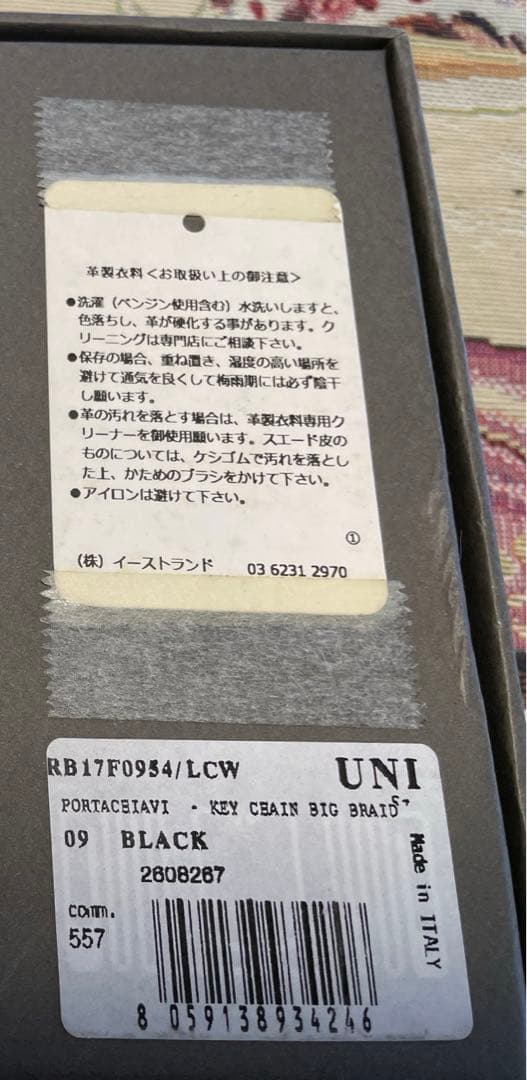 革製衣料<お取扱い上の御注意>
●洗濯（ベンジン使用含む）水洗いしますと、
色落ちし、革が硬化する事があります。ク
リーニングは専門店にご相談下さい。
●保存の場合、重ね置き、湿度の高い場所を
避けて通気を良くして梅雨期には必ず陰干
し願います。
●革の汚れを落とす場合は、革製衣料専用ク
リーナーを御使用願います。スエード皮の
ものについては、ケシゴムで汚れを落とし
た上、かためのブラシをかけて下さい。
●アイロンは避けて下さい。
①
（株）イーストランド 03 6231 2970
RB17F0954/LCW UNI
PORTACHIAVI - KEY CHAIN BIG BRAID
09 BLACK
2608267
comm.
557
Made in ITALY
8 059138934246